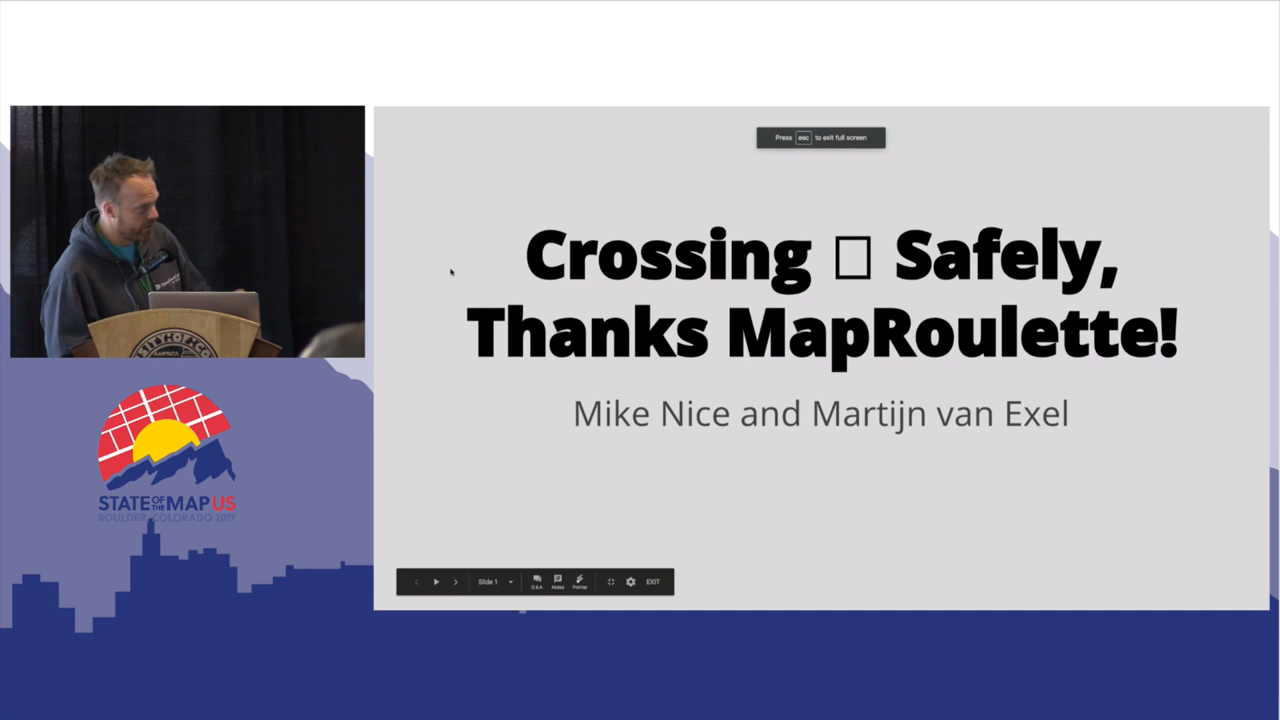 Press esc to exit full screen
Crossing □ Safely,
Thanks MapRoulette!
Mike Nice and Martijn van Exel
STATE OF THE MAP US
BOULDER, COLORADO 2017
Slide 1
Q&A
Notes
Pointer
EXIT